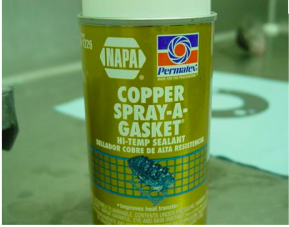 NAPA
Permatex
COPPER
SPRAY-A-
GASKET
HI-TEMP SEALANT
SELLADOR COBRE DE ALTA RESISTENCIA
•Improves heat transfer